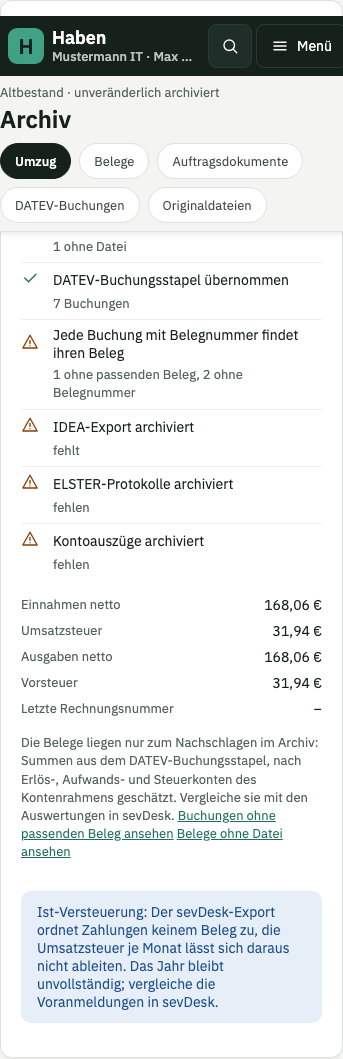 H
Haben
Mustermann IT · Max ...
Menü
Altbestand · unveränderlich archiviert
Archiv
Umzug
Belege
Auftragsdokumente
DATEV-Buchungen
Originaldateien
1 ohne Datei
DATEV-Buchungsstapel übernommen
7 Buchungen
Jede Buchung mit Belegnummer findet
ihren Beleg
1 ohne passenden Beleg, 2 ohne
Belegnummer
IDEA-Export archiviert
fehlt
ELSTER-Protokolle archiviert
fehlen
Kontoauszüge archiviert
fehlen
Einnahmen netto 168,06 €
Umsatzsteuer 31,94 €
Ausgaben netto 168,06 €
Vorsteuer 31,94 €
Letzte Rechnungsnummer –
Die Belege liegen nur zum Nachschlagen im Archiv:
Summen aus dem DATEV-Buchungsstapel, nach
Erlös-, Aufwands- und Steuerkonten des
Kontenrahmens geschätzt. Vergleiche sie mit den
Auswertungen in sevDesk. Buchungen ohne
passenden Beleg ansehen Belege ohne Datei
ansehen
Ist-Versteuerung: Der sevDesk-Export
ordnet Zahlungen keinem Beleg zu, die
Umsatzsteuer je Monat lässt sich daraus
nicht ableiten. Das Jahr bleibt
unvollständig; vergleiche die
Voranmeldungen in sevDesk.